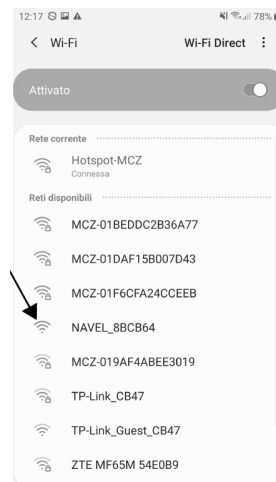 12:17 78%
Wi-Fi Wi-Fi Direct
Attivato
Rete corrente
Hotspot-MCZ
Connessa
Reti disponibili
MCZ-01BEDDC2B36A77
MCZ-01DAF15B007D43
MCZ-01F6CFA24CCEEB
NAVEL_8BCB64
MCZ-019AF4ABEE3019
TP-Link_CB47
TP-Link_Guest_CB47
ZTE MF65M 54E0B9